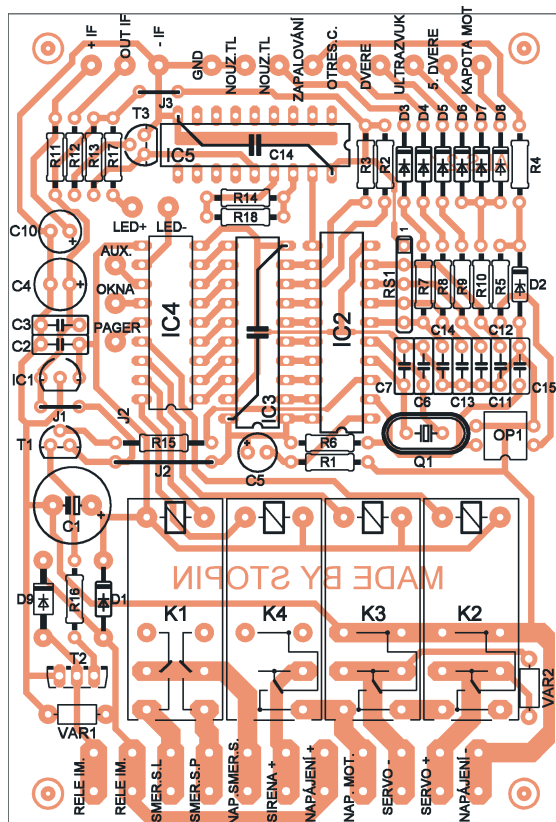 + IF
OUT IF
- IF
GND
NOUZ.TL
NOUZ.TL
ZAPALOVÁNÍ
OTRES.C.
DVERE
ULTRAZVUK
5. DVERE
KAPOTA MOT
J3
T3
D3
D4
D5
D6
D7
D8
R11
R12
R13
R17
IC5
C14
R3
R2
R4
R14
R18
LED+
LED-
C10
AUX.
1
C4
OKNA
IC4
IC2
RS1
R7
R8
R9
R10
R5
D2
C3
C2
PAGER
C14
C12
IC1
IC3
C7
C6
C13
C11
C15
J1
J2
T1
R15
R6
OP1
J2
C5
R1
Q1
C1
MADE BY STOPIN
D9
R16
D1
K1
K4
K3
K2
T2
VAR2
VAR1
RELE IM.
RELE IM.
SMER.S.L
SMER.S.P
NAP.SMER.S.
SIRENA +
NAPÁJENÍ +
NAP. MOT.
SERVO -
SERVO +
NAPÁJENÍ -